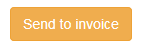 Send to invoice